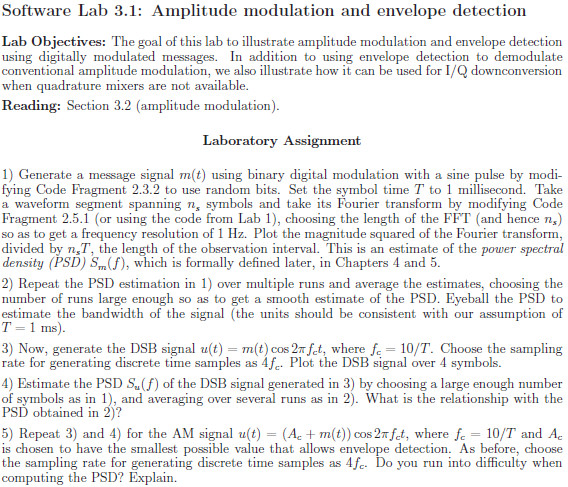 Software Lab 3.1: Amplitude modulation and envelope detection
Lab Objectives: The goal of this lab to illustrate amplitude modulation and envelope detection
using digitally modulated messages. In addition to using envelope detection to demodulate
conventional amplitude modulation, we also illustrate how it can be used for I/Q downconversion
when quadrature mixers are not available.
Reading: Section 3.2 (amplitude modulation).
Laboratory Assignment
1) Generate a message signal m(t) using binary digital modulation with a sine pulse by modi-
fying Code Fragment 2.3.2 to use random bits. Set the symbol time T to 1 millisecond. Take
a waveform segment spanning n_s symbols and take its Fourier transform by modifying Code
Fragment 2.5.1 (or using the code from Lab 1), choosing the length of the FFT (and hence n_s)
so as to get a frequency resolution of 1 Hz. Plot the magnitude squared of the Fourier transform,
divided by n_sT, the length of the observation interval. This is an estimate of the power spectral
density (PSD) S_m(f), which is formally defined later, in Chapters 4 and 5.
2) Repeat the PSD estimation in 1) over multiple runs and average the estimates, choosing the
number of runs large enough so as to get a smooth estimate of the PSD. Eyeball the PSD to
estimate the bandwidth of the signal (the units should be consistent with our assumption of
T = 1 ms).
3) Now, generate the DSB signal u(t) = m(t) cos 2πf_ct, where f_c = 10/T. Choose the sampling
rate for generating discrete time samples as 4f_c. Plot the DSB signal over 4 symbols.
4) Estimate the PSD S_u(f) of the DSB signal generated in 3) by choosing a large enough number
of symbols as in 1), and averaging over several runs as in 2). What is the relationship with the
PSD obtained in 2)?
5) Repeat 3) and 4) for the AM signal u(t) = (A_c + m(t)) cos 2πf_ct, where f_c = 10/T and A_c
is chosen to have the smallest possible value that allows envelope detection. As before, choose
the sampling rate for generating discrete time samples as 4f_c. Do you run into difficulty when
computing the PSD? Explain.